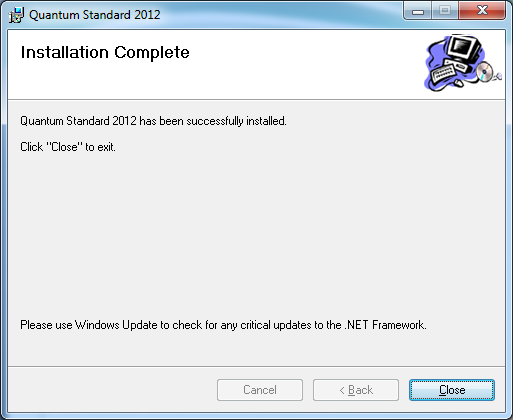 Quantum Standard 2012
Installation Complete
Quantum Standard 2012 has been successfully installed.
Click "Close" to exit.
Please use Windows Update to check for any critical updates to the .NET Framework.
Cancel
< Back
Close